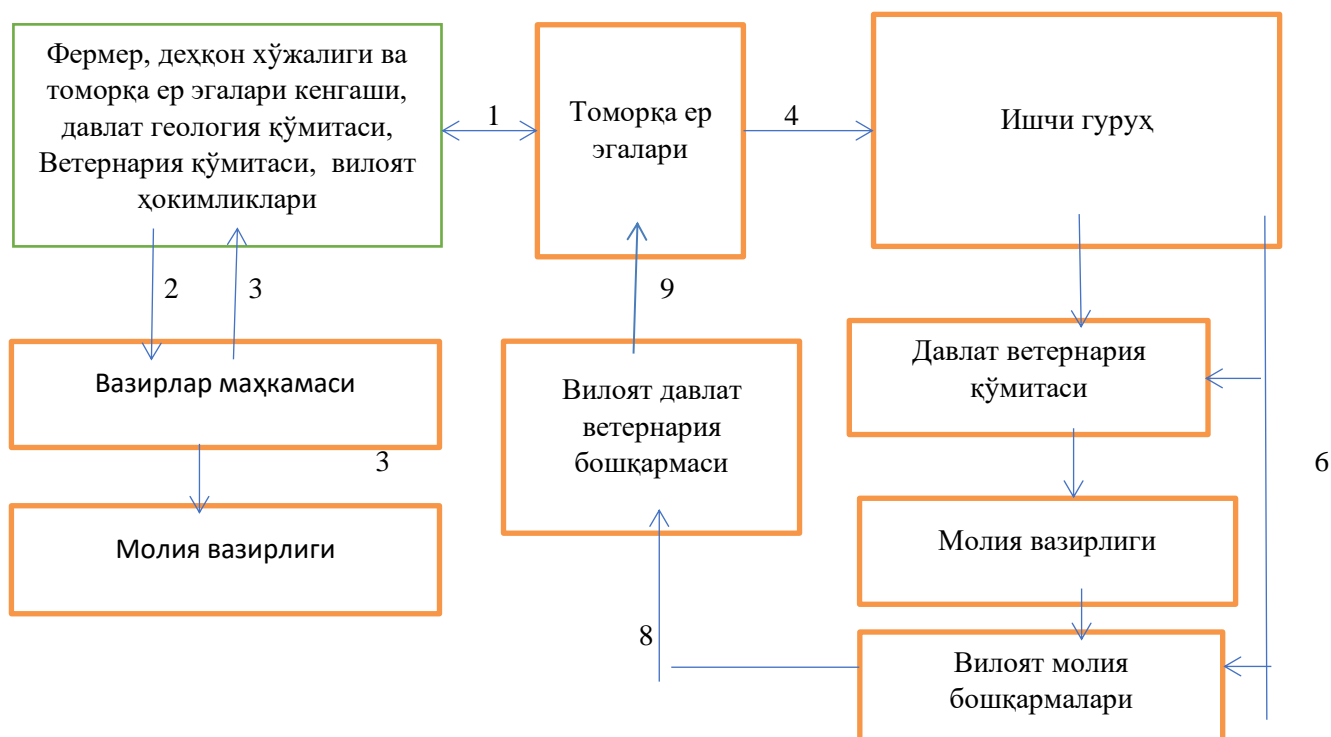 Фермер, деҳқон хўжалиги ва
томорқа ер эгалари кенгаши,
давлат геология қўмитаси,
Ветернария қўмитаси, вилоят
ҳокимликлари
1
Томорқа ер
эгалари
4
Ишчи гуруҳ
2
3
9
Вазирлар маҳкамаси
Вилоят давлат
ветернария
бошқармаси
Давлат ветернария
қўмитаси
3
6
Молия вазирлиги
Молия вазирлиги
8
Вилоят молия
бошқармалари